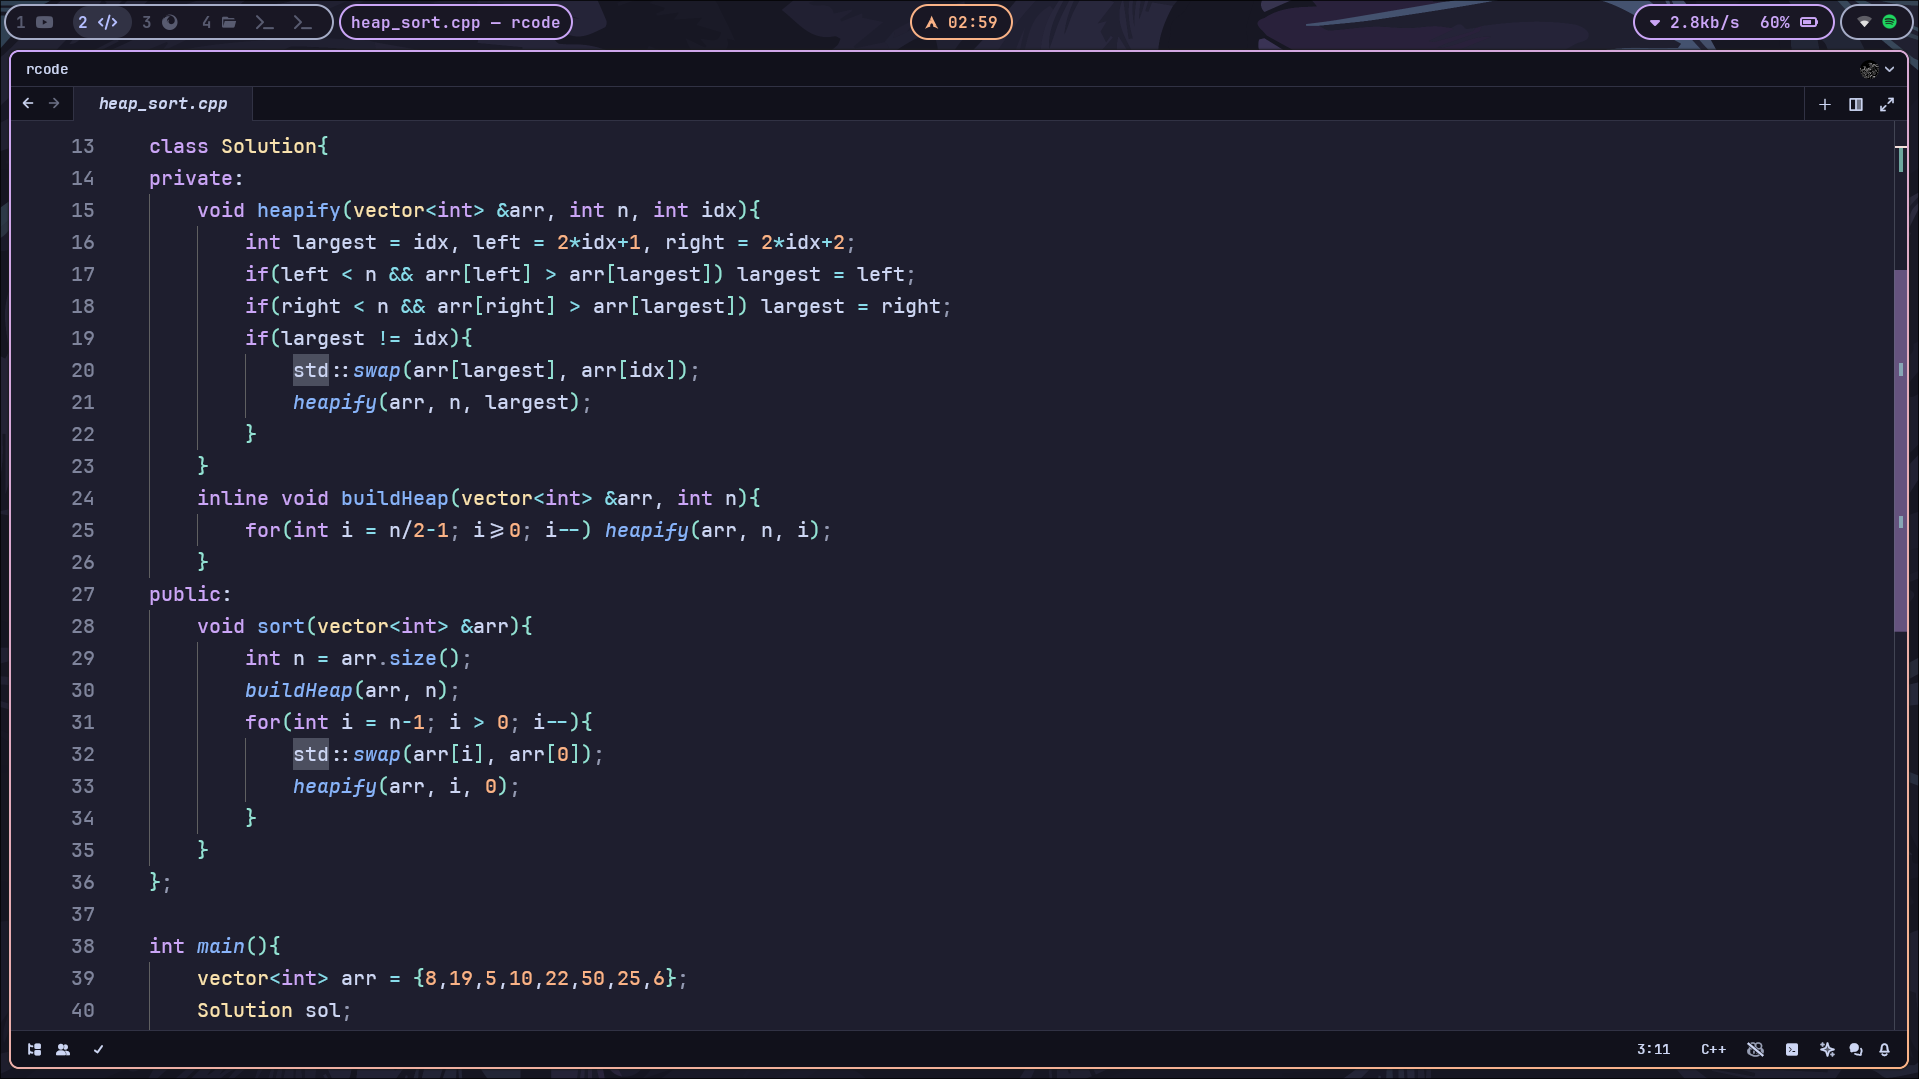 1 2 </> 3 4 heap_sort.cpp — rcode 02:59 2.8kb/s 60%
rcode
heap_sort.cpp
13 class Solution{
14 private:
15 void heapify(vector<int> &arr, int n, int idx){
16 int largest = idx, left = 2*idx+1, right = 2*idx+2;
17 if(left < n && arr[left] > arr[largest]) largest = left;
18 if(right < n && arr[right] > arr[largest]) largest = right;
19 if(largest != idx){
20 std::swap(arr[largest], arr[idx]);
21 heapify(arr, n, largest);
22 }
23 }
24 inline void buildHeap(vector<int> &arr, int n){
25 for(int i = n/2-1; i>=0; i--) heapify(arr, n, i);
26 }
27 public:
28 void sort(vector<int> &arr){
29 int n = arr.size();
30 buildHeap(arr, n);
31 for(int i = n-1; i > 0; i--){
32 std::swap(arr[i], arr[0]);
33 heapify(arr, i, 0);
34 }
35 }
36 };
37
38 int main(){
39 vector<int> arr = {8,19,5,10,22,50,25,6};
40 Solution sol;
3:11 C++